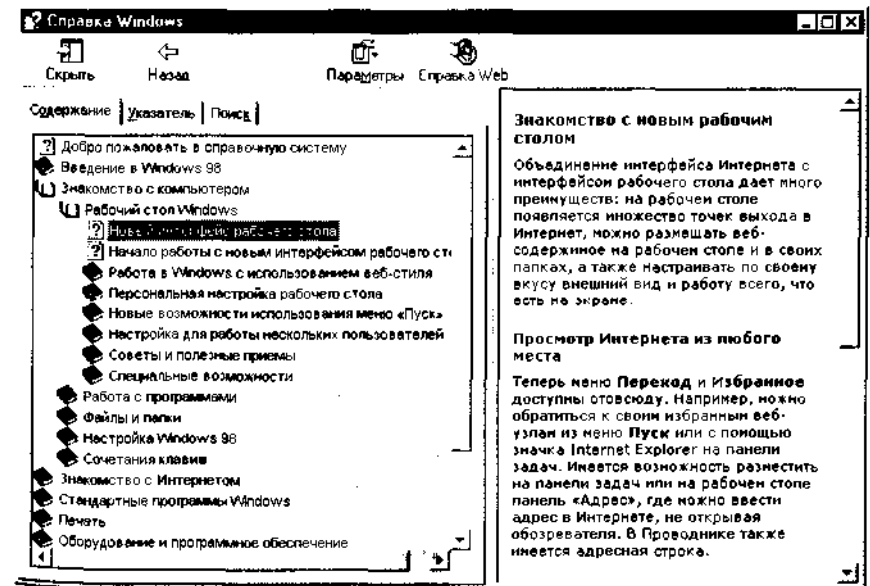 Справка Windows
Скрыть Назад Параметры Справка Web
Содержание Указатель Поиск
Добро пожаловать в справочную систему
Введение в Windows 98
Знакомство с компьютером
Рабочий стол Windows
Новый интерфейс рабочего стола
Начало работы с новым интерфейсом рабочего сто
Работа в Windows с использованием веб-стиля
Персональная настройка рабочего стола
Новые возможности использования меню «Пуск»
Настройка для работы нескольких пользователей
Советы и полезные приемы
Специальные возможности
Работа с программами
Файлы и папки
Настройка Windows 98
Сочетания клавиш
Знакомство с Интернетом
Стандартные программы Windows
Печать
Оборудование и программное обеспечение
Знакомство с новым рабочим
столом
Объединение интерфейса Интернета с
интерфейсом рабочего стола дает много
преимуществ: на рабочем столе
появляется множество точек выхода в
Интернет, можно размещать веб-
содержимое на рабочем столе и в своих
папках, а также настраивать по своему
вкусу внешний вид и работу всего, что
есть на экране.
Просмотр Интернета из любого
места
Теперь меню Переход и Избранное
доступны отовсюду. Например, можно
обратиться к своим избранным веб-
узлам из меню Пуск или с помощью
значка Internet Explorer на панели
задач. Имеется возможность разместить
на панели задач или на рабочем столе
панель «Адрес», где можно ввести
адрес в Интернете, не открывая
обозревателя. В Проводнике также
имеется адресная строка.